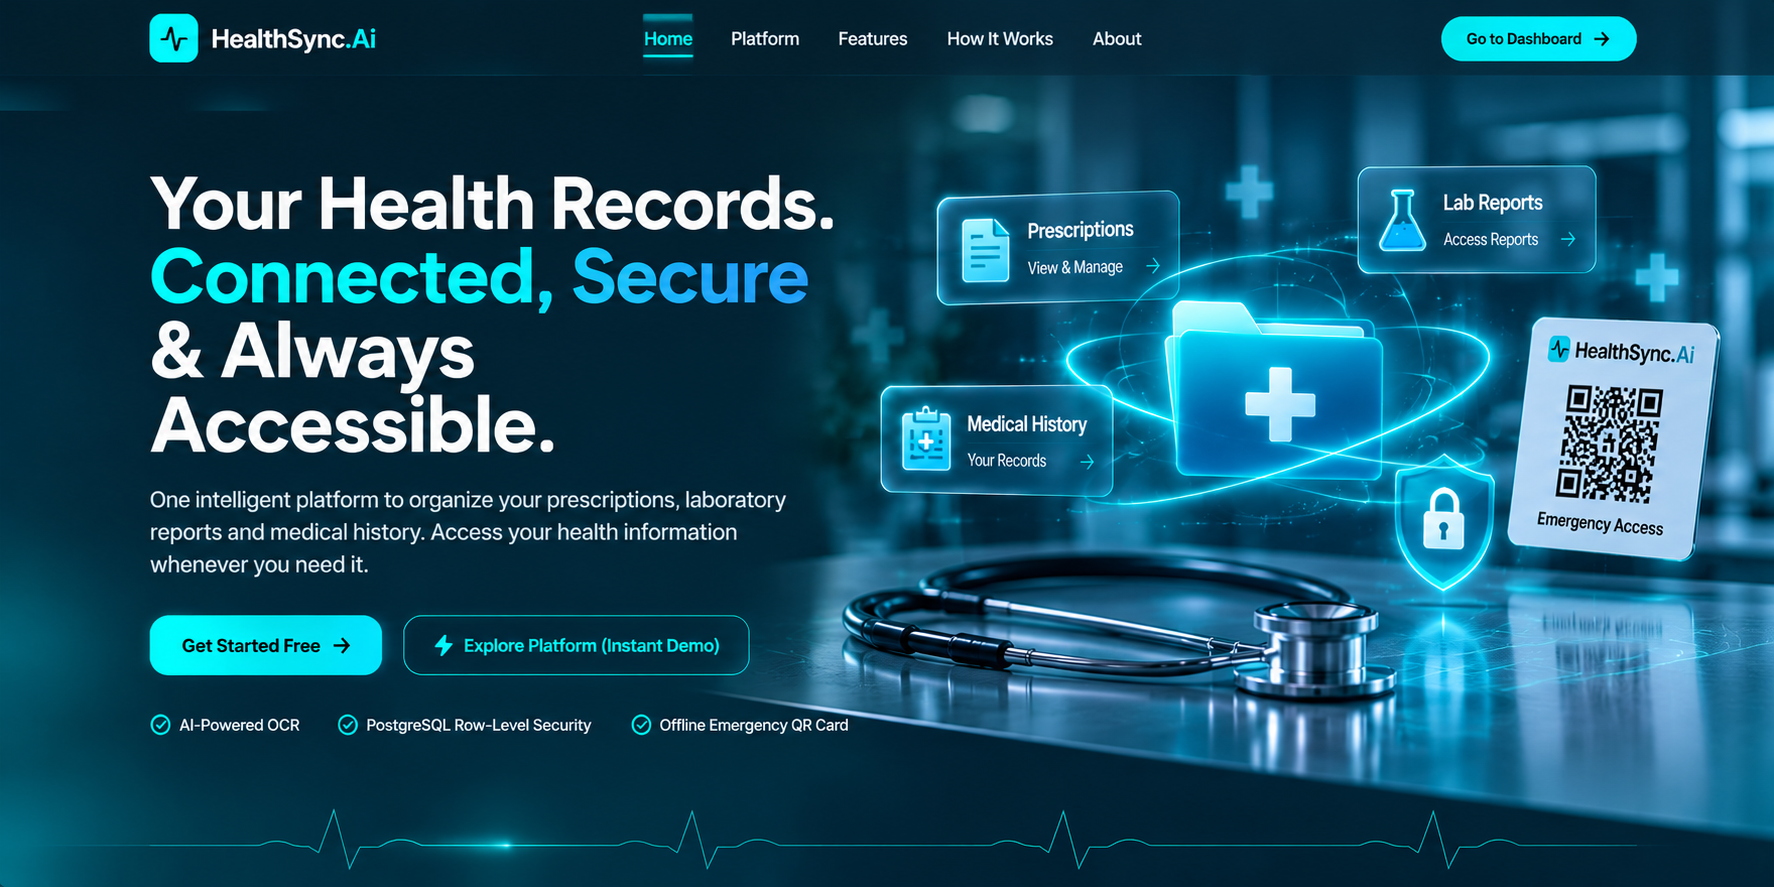 HealthSync.Ai
Home
Platform
Features
How It Works
About
Go to Dashboard
Your Health Records.
Connected, Secure
& Always
Accessible.
One intelligent platform to organize your prescriptions, laboratory
reports and medical history. Access your health information
whenever you need it.
Get Started Free
Explore Platform (Instant Demo)
AI-Powered OCR
PostgreSQL Row-Level Security
Offline Emergency QR Card
Prescriptions
View & Manage
Lab Reports
Access Reports
Medical History
Your Records
HealthSync.Ai
Emergency Access